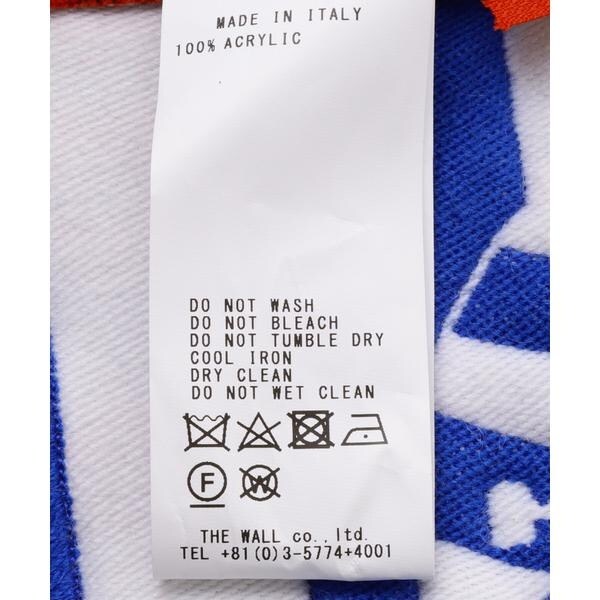 MADE IN ITALY
100% ACRYLIC
DO NOT WASH
DO NOT BLEACH
DO NOT TUMBLE DRY
COOL IRON
DRY CLEAN
DO NOT WET CLEAN
F W
THE WALL co., ltd.
TEL +81(0)3-5774+4001